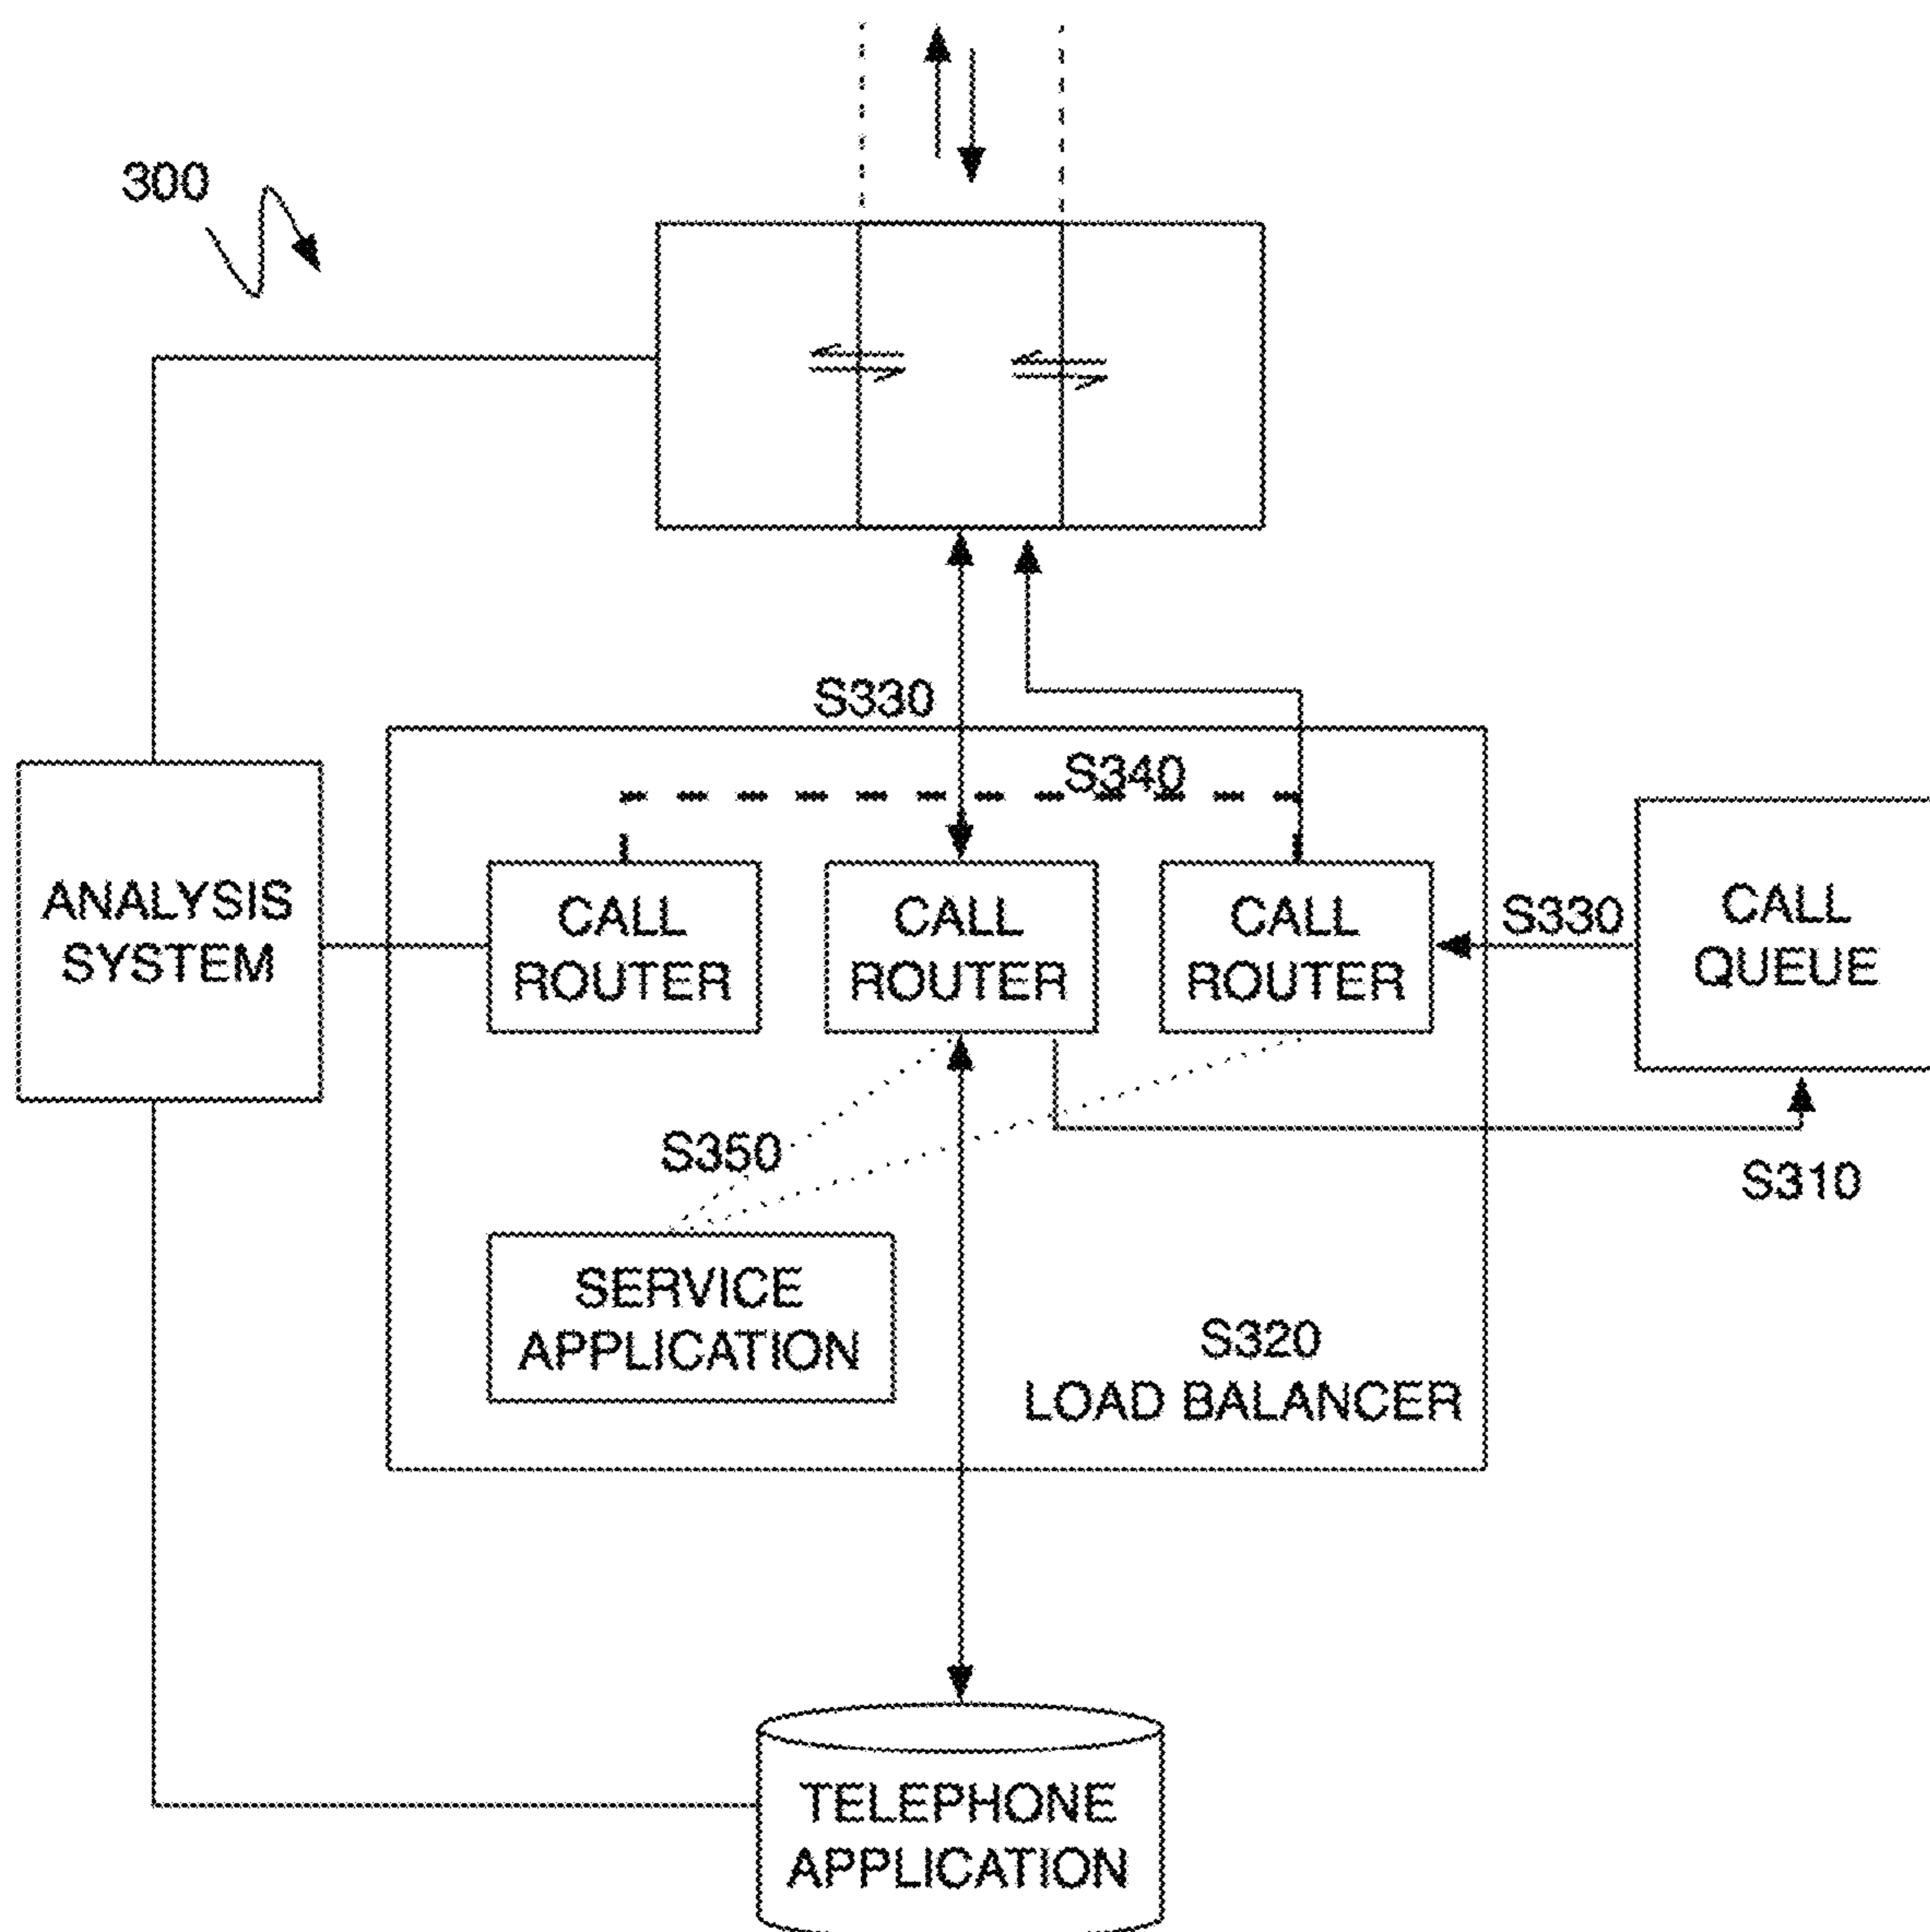 300
S330
S340
ANALYSIS
SYSTEM
CALL
ROUTER
CALL
ROUTER
CALL
ROUTER
S330
CALL
QUEUE
S350
S310
SERVICE
APPLICATION
S320
LOAD BALANCER
TELEPHONE
APPLICATION